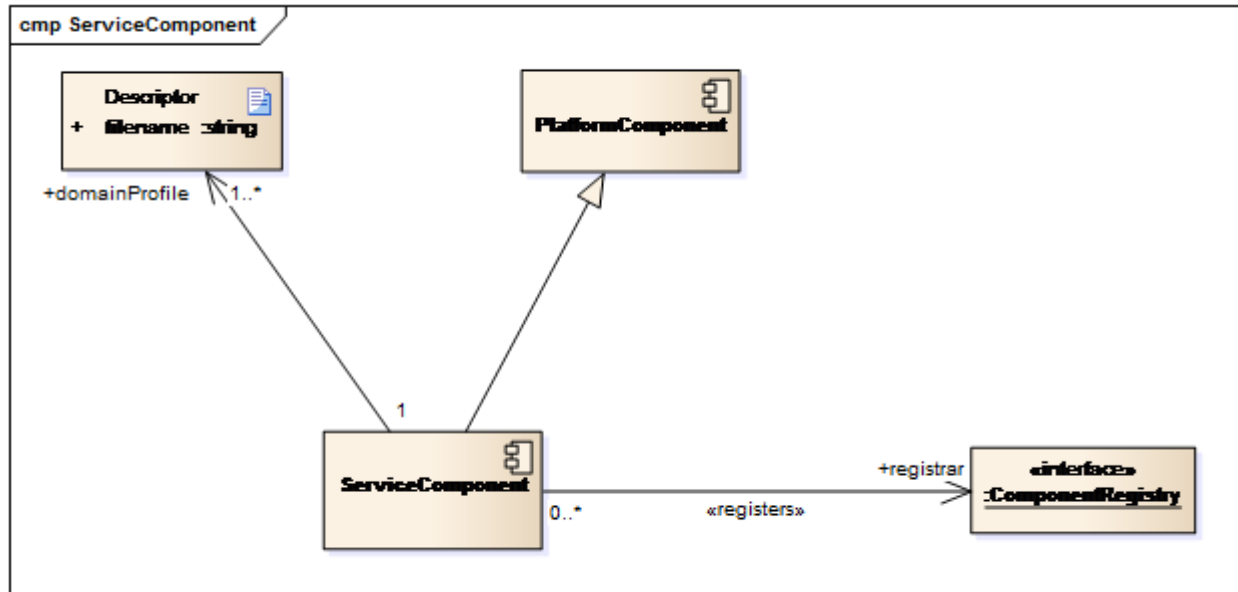 cmp ServiceComponent
Descriptor
+ filename :string
PlatformComponent
+domainProfile 1..*
1
ServiceComponent
0..*
«registers»
+registrar
«interface»
:ComponentRegistry